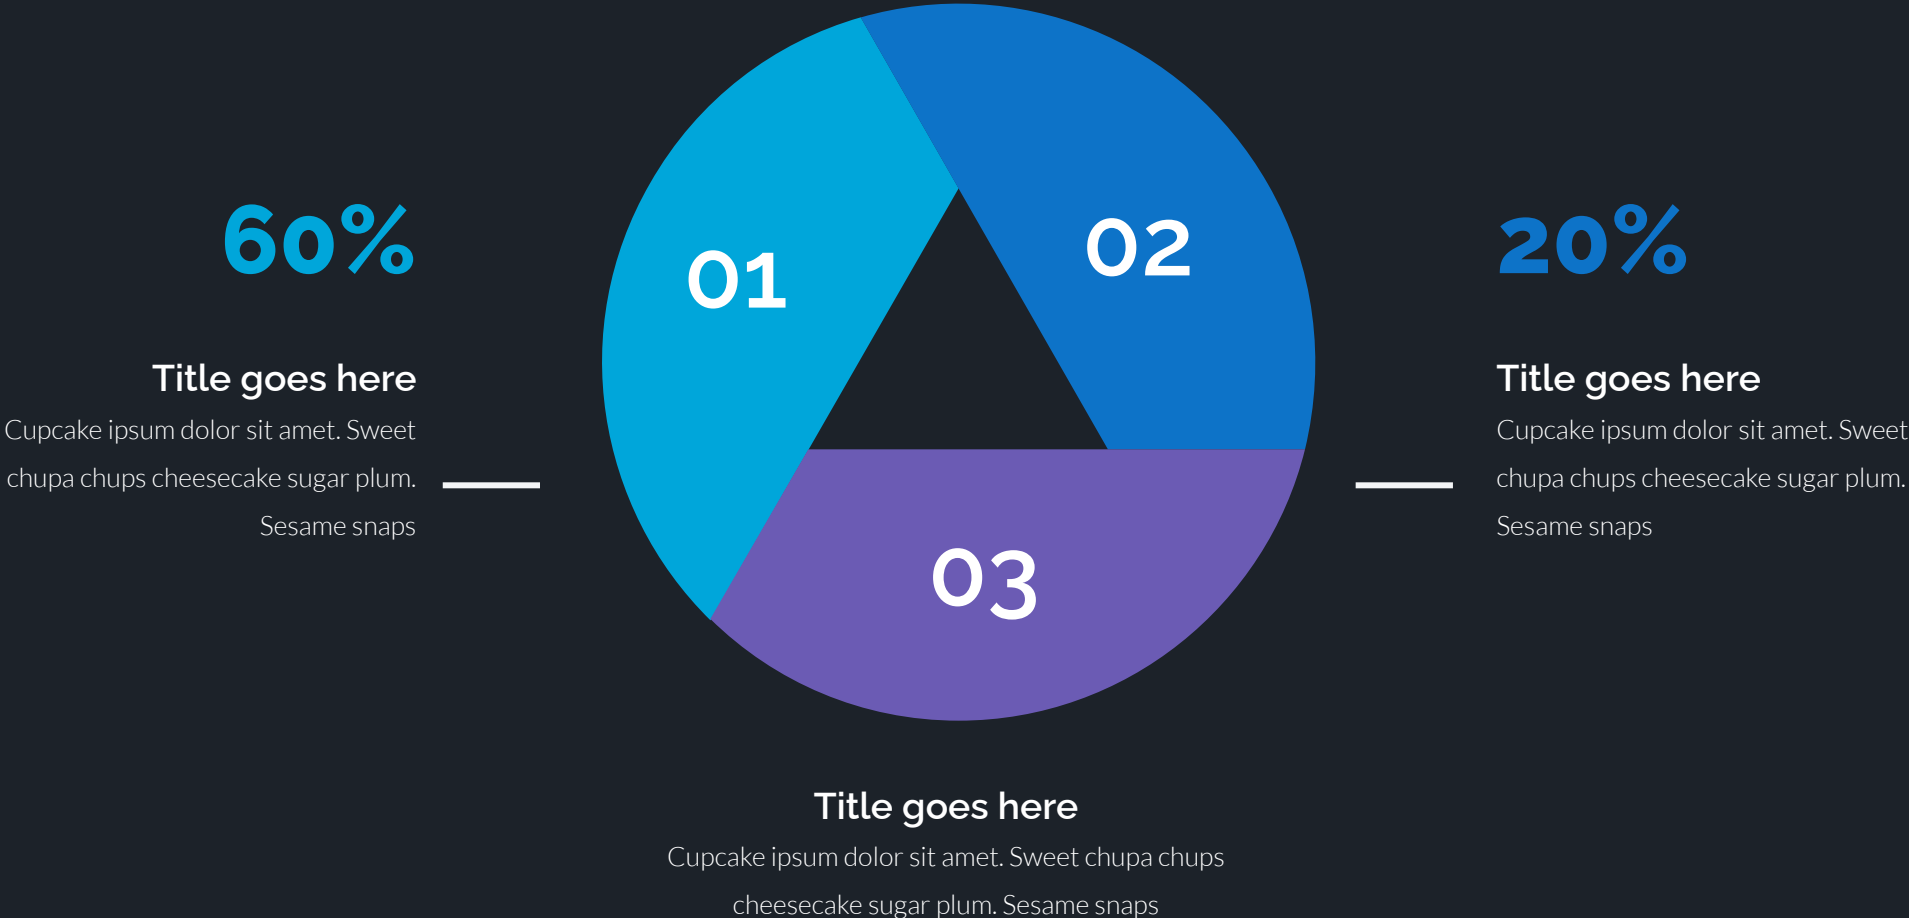 60%
Title goes here
Cupcake ipsum dolor sit amet. Sweet
chupa chups cheesecake sugar plum.
Sesame snaps
01
02
03
20%
Title goes here
Cupcake ipsum dolor sit amet. Sweet
chupa chups cheesecake sugar plum.
Sesame snaps
Title goes here
Cupcake ipsum dolor sit amet. Sweet chupa chups
cheesecake sugar plum. Sesame snaps